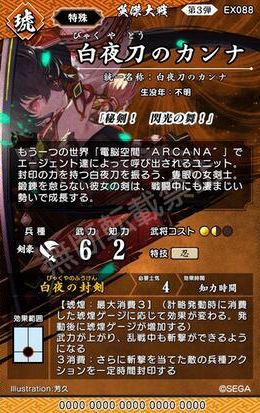 琥
特殊
英傑大戦
第3弾
EX088
びゃくやとう
白夜刀のカンナ
統一名称:白夜刀のカンナ
生没年:不明
「秘剣! 閃光の舞!」
もう一つの世界「電脳空間“ARCANA”」で
エージェント達によって呼び出されるユニット。
封印の力を持つ白夜刀を振るう、隻眼の女剣士。
鍛錬を怠らない彼女の剣は、戦闘中にも凄まじい
勢いで成長する。
無断転載禁止
兵種 武力 知力 武将コスト
剣豪 6 2
特技 忍
びゃくやのふうけん
白夜の封剣
必要士気 4
効果時間 知力時間
効果範囲
【琥煌:最大消費3】(計略発動時に消費
した琥煌ゲージに応じて効果が変わる。発
動後に琥煌ゲージが増加する)
武力が上がり、乱戦中も斬撃ができるよう
になる
3:さらに斬撃を当てた敵の兵種アクショ
ンを一定時間封印する
Illustration:夯久
©SEGA
0000 0000 0000 0000 0000